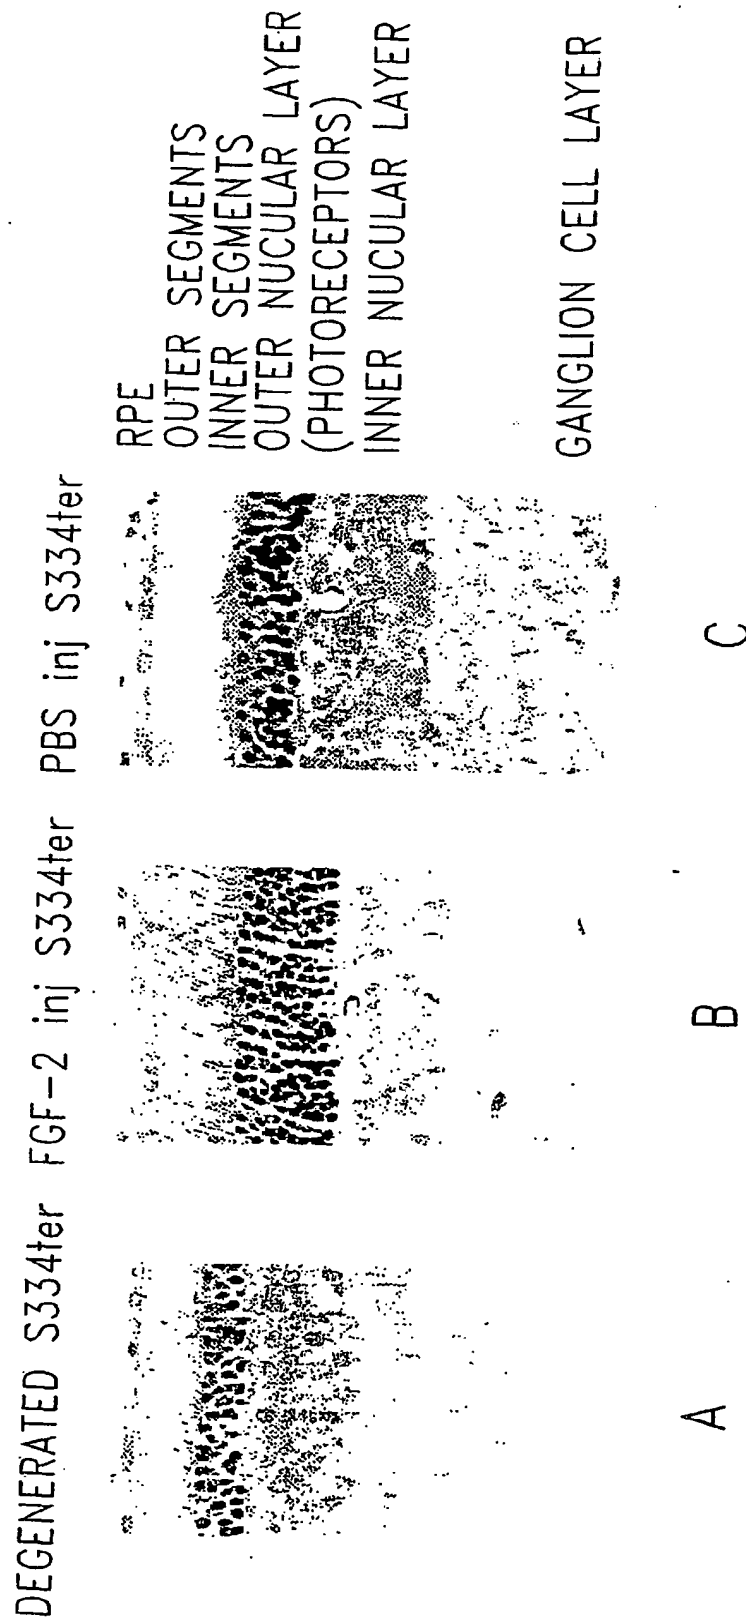 DEGENERATED S334ter
FGF-2 inj S334ter
PBS inj S334ter
RPE
OUTER SEGMENTS
INNER SEGMENTS
OUTER NUCULAR LAYER
(PHOTORECEPTORS)
INNER NUCULAR LAYER
GANGLION CELL LAYER
A
B
C